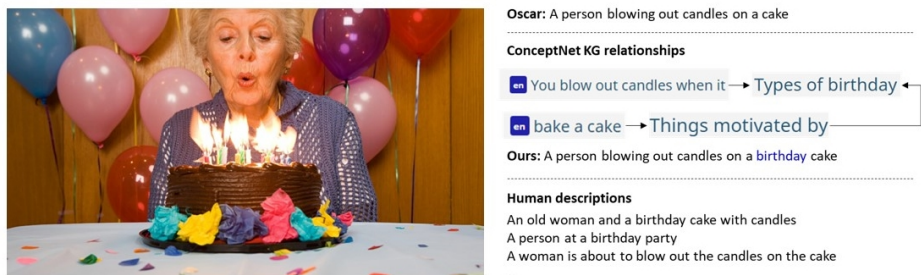 Oscar: A person blowing out candles on a cake
ConceptNet KG relationships
en You blow out candles when it Types of birthday
en bake a cake Things motivated by
Ours: A person blowing out candles on a birthday cake
Human descriptions
An old woman and a birthday cake with candles
A person at a birthday party
A woman is about to blow out the candles on the cake